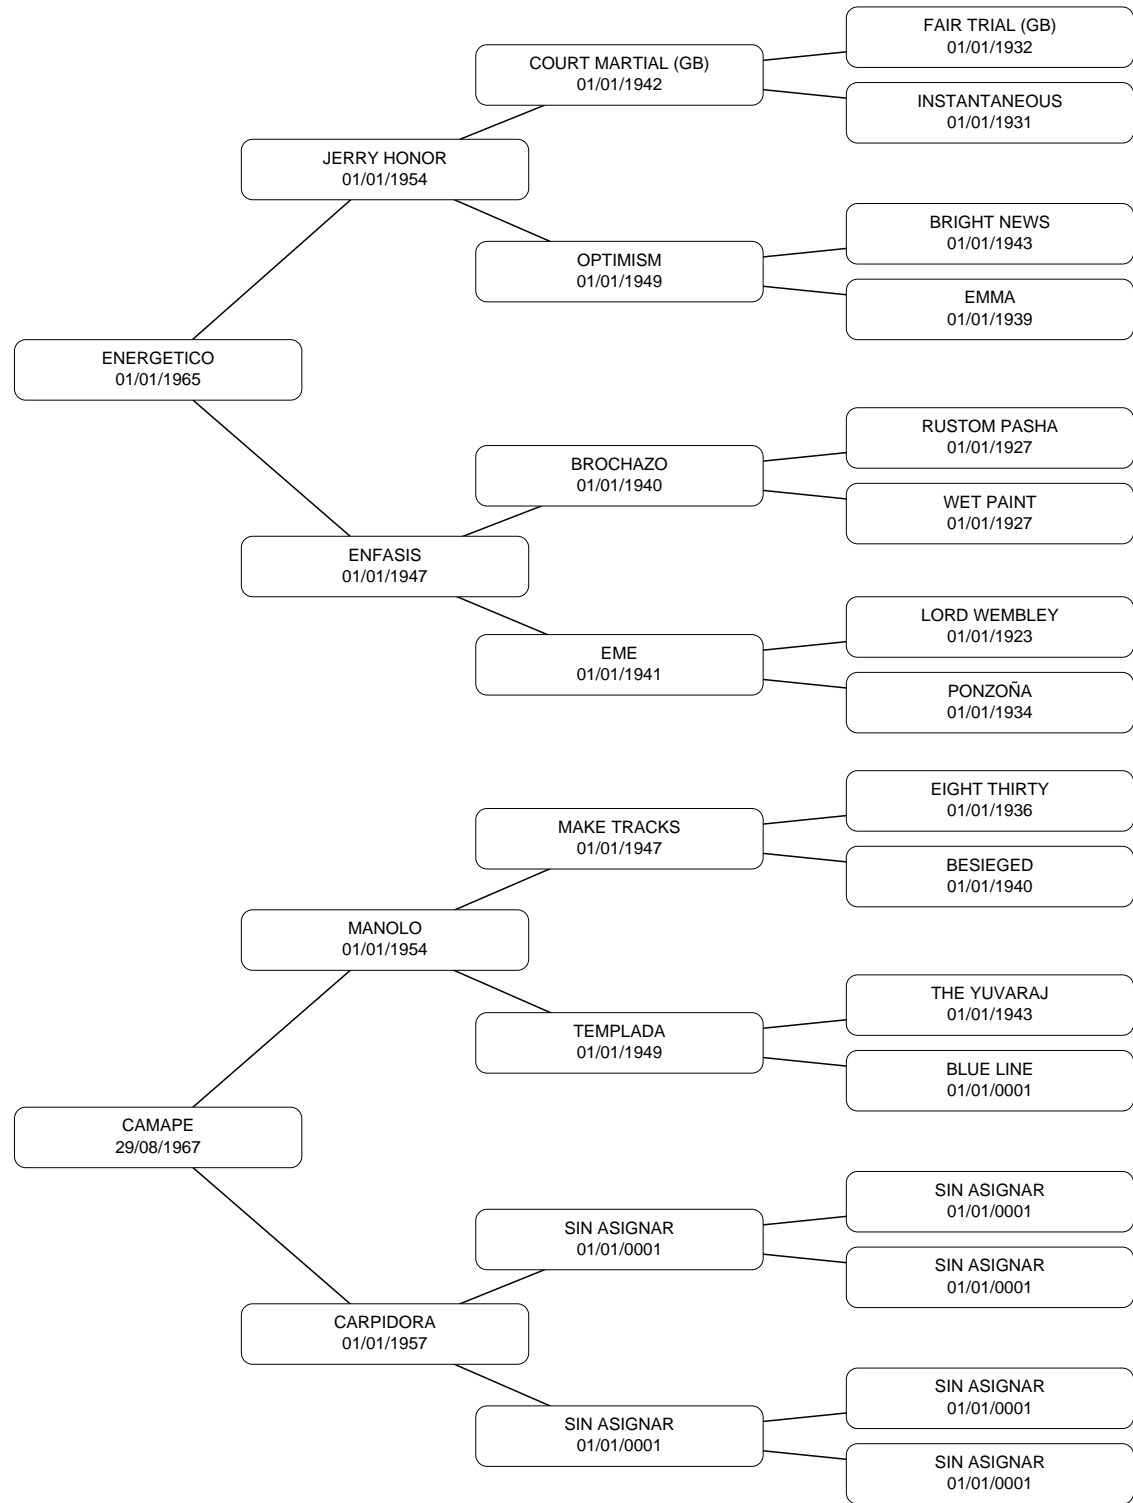 FAIR TRIAL (GB)
01/01/1932
COURT MARTIAL (GB)
01/01/1942
INSTANTANEOUS
01/01/1931
JERRY HONOR
01/01/1954
BRIGHT NEWS
01/01/1943
OPTIMISM
01/01/1949
EMMA
01/01/1939
ENERGETICO
01/01/1965
RUSTOM PASHA
01/01/1927
BROCHAZO
01/01/1940
WET PAINT
01/01/1927
ENFASIS
01/01/1947
LORD WEMBLEY
01/01/1923
EME
01/01/1941
PONZOÑA
01/01/1934
EIGHT THIRTY
01/01/1936
MAKE TRACKS
01/01/1947
BESIEGED
01/01/1940
MANOLO
01/01/1954
THE YUVARAJ
01/01/1943
TEMPLADA
01/01/1949
BLUE LINE
01/01/0001
CAMAPE
29/08/1967
SIN ASIGNAR
01/01/0001
SIN ASIGNAR
01/01/0001
SIN ASIGNAR
01/01/0001
CARPIDORA
01/01/1957
SIN ASIGNAR
01/01/0001
SIN ASIGNAR
01/01/0001
SIN ASIGNAR
01/01/0001